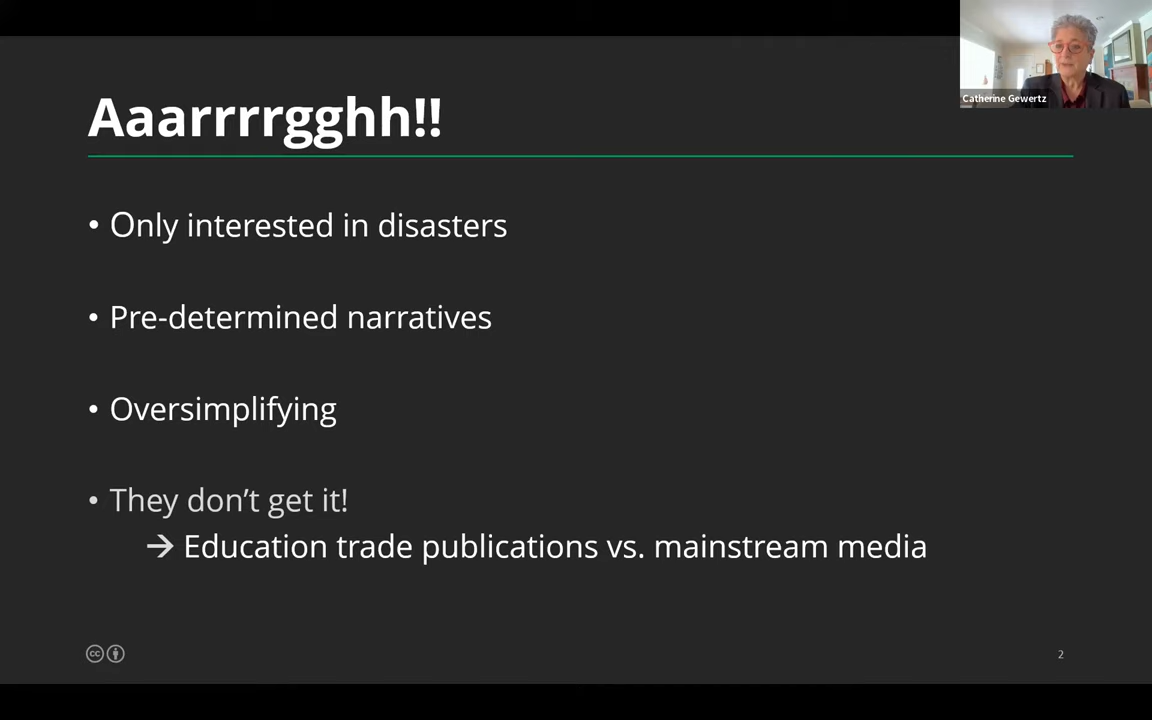 Aaarrrrgghh!!
Catherine Gewertz
• Only interested in disasters
• Pre-determined narratives
• Oversimplifying
• They don’t get it!
→ Education trade publications vs. mainstream media
cc
2